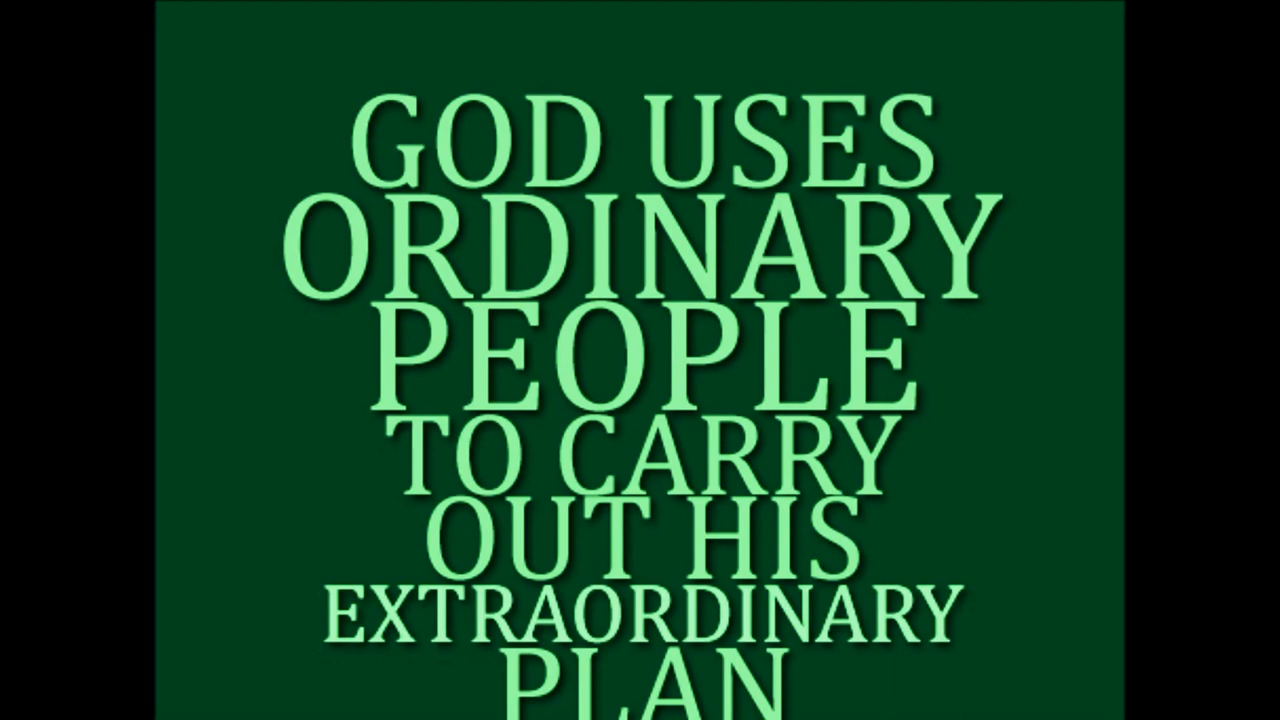 GOD USES
ORDINARY
PEOPLE
TO CARRY
OUT HIS
EXTRAORDINARY
PLAN